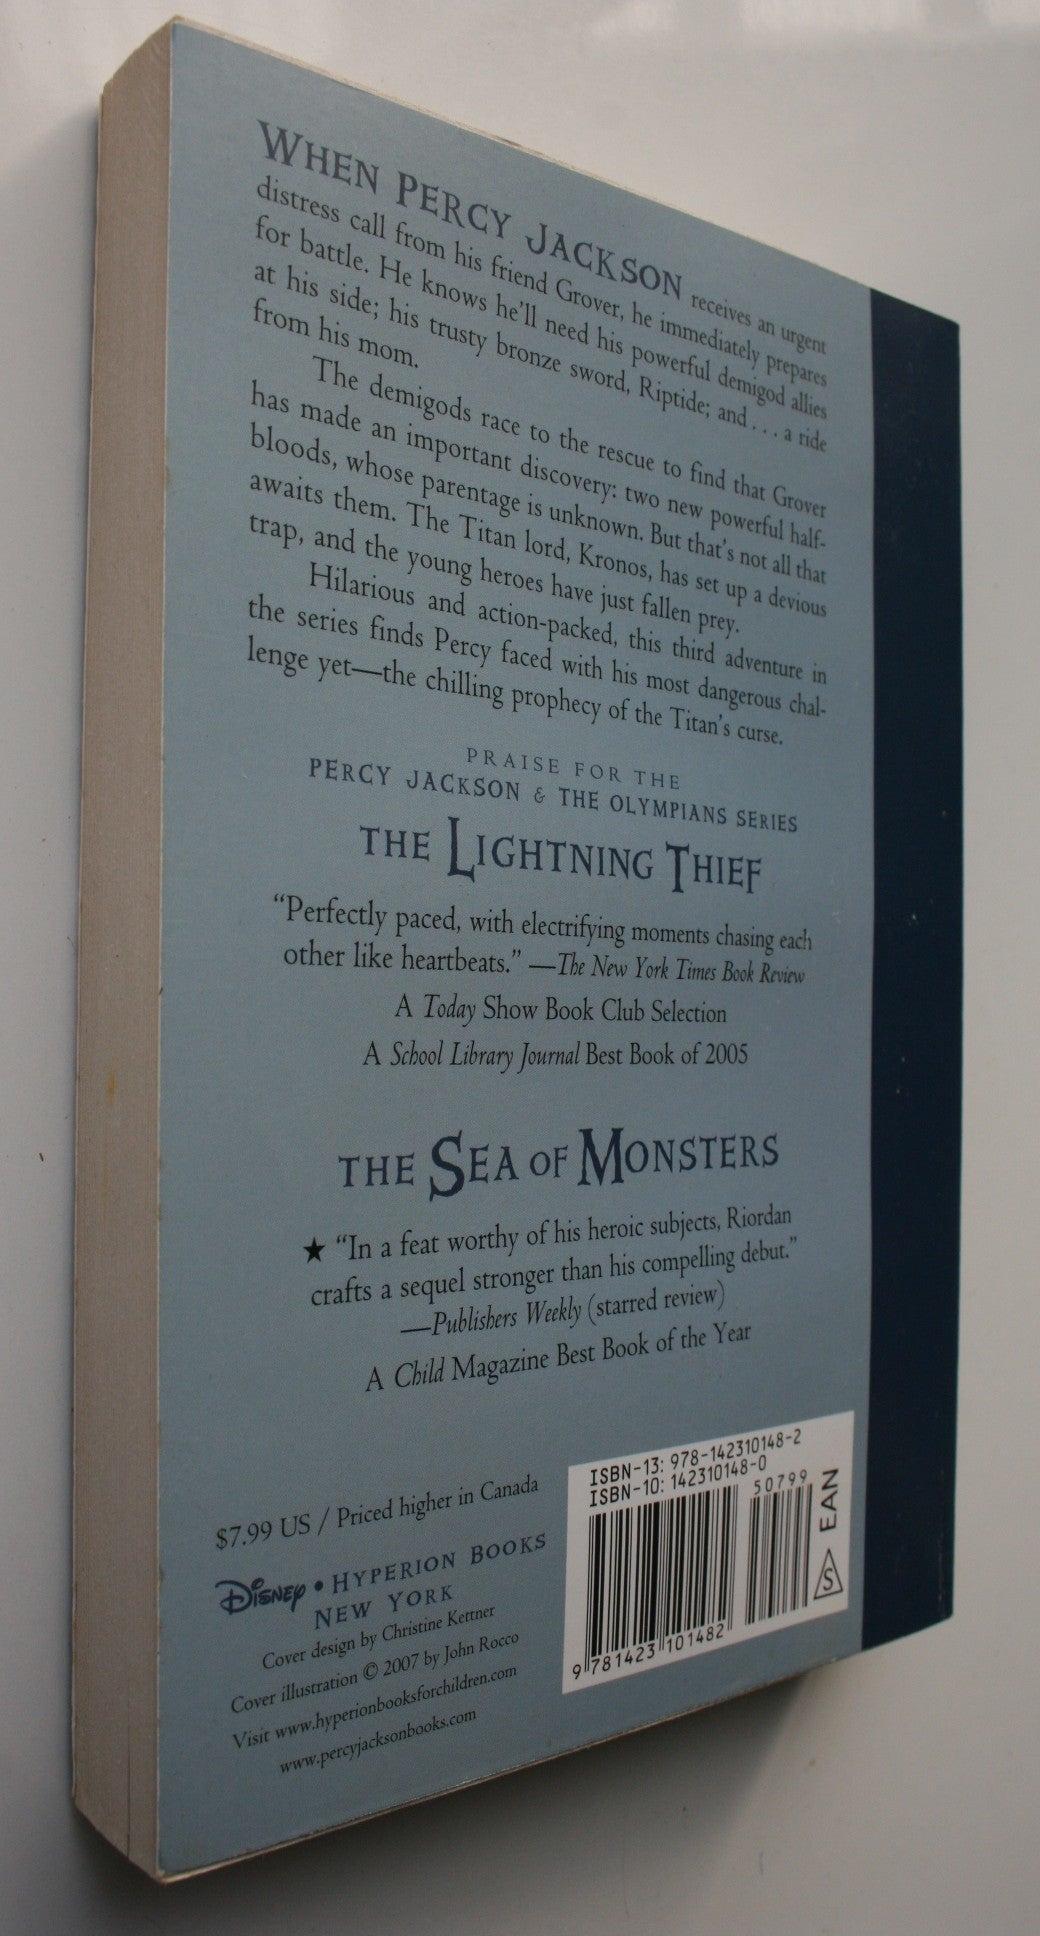 WHEN PERCY JACKSON receives an urgent
distress call from his friend Grover, he immediately prepares
for battle. He knows he'll need his powerful demigod allies
at his side; his trusty bronze sword, Riptide; and . . . a ride
from his mom.
The demigods race to the rescue to find that Grover
has made an important discovery: two new powerful half-
bloods, whose parentage is unknown. But that's not all that
awaits them. The Titan lord, Kronos, has set up a devious
trap, and the young heroes have just fallen prey.
Hilarious and action-packed, this third adventure in
the series finds Percy faced with his most dangerous chal-
lenge yet—the chilling prophecy of the Titan's curse.
PRAISE FOR THE
PERCY JACKSON & THE OLYMPIANS SERIES
THE LIGHTNING THIEF
“Perfectly paced, with electrifying moments chasing each
other like heartbeats.” —The New York Times Book Review
A Today Show Book Club Selection
A School Library Journal Best Book of 2005
THE SEA OF MONSTERS
★ “In a feat worthy of his heroic subjects, Riordan
crafts a sequel stronger than his compelling debut.”
—Publishers Weekly (starred review)
A Child Magazine Best Book of the Year
$7.99 US / Priced higher in Canada
Disney • HYPERION BOOKS
NEW YORK
Cover design by Christine Kettner
Cover illustration © 2007 by John Rocco
Visit www.hyperionbooksforchildren.com
www.percyjacksonbooks.com
ISBN-13: 978-142310148-2
ISBN-10: 142310148-0
50799
EAN
S
9 781423 101482